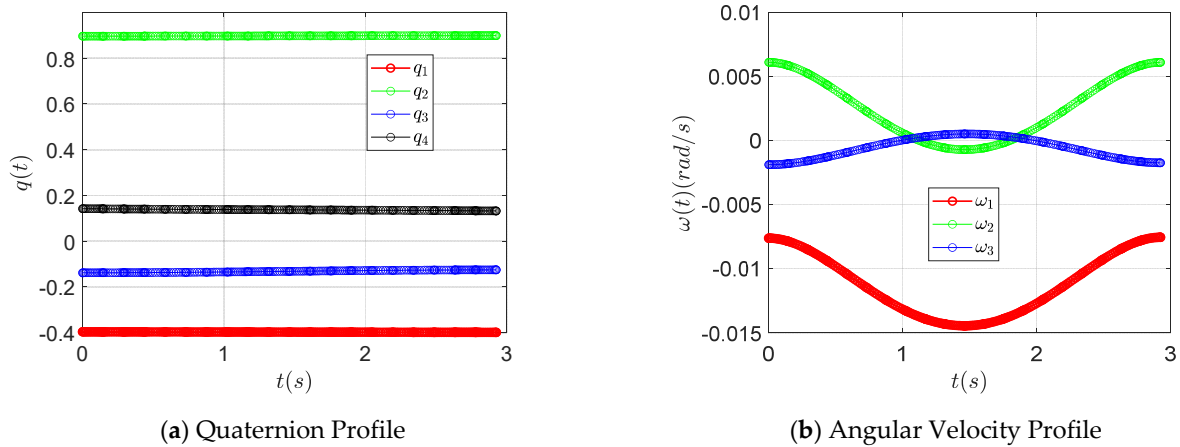 0.8
0.6
0.4
0.2
0
-0.2
-0.4
q(t)
q₁
q₂
q₃
q₄
0 1 2 3
t(s)
(a) Quaternion Profile
0.01
0.005
0
-0.005
-0.01
-0.015
ω(t)(rad/s)
ω₁
ω₂
ω₃
0 1 2 3
t(s)
(b) Angular Velocity Profile